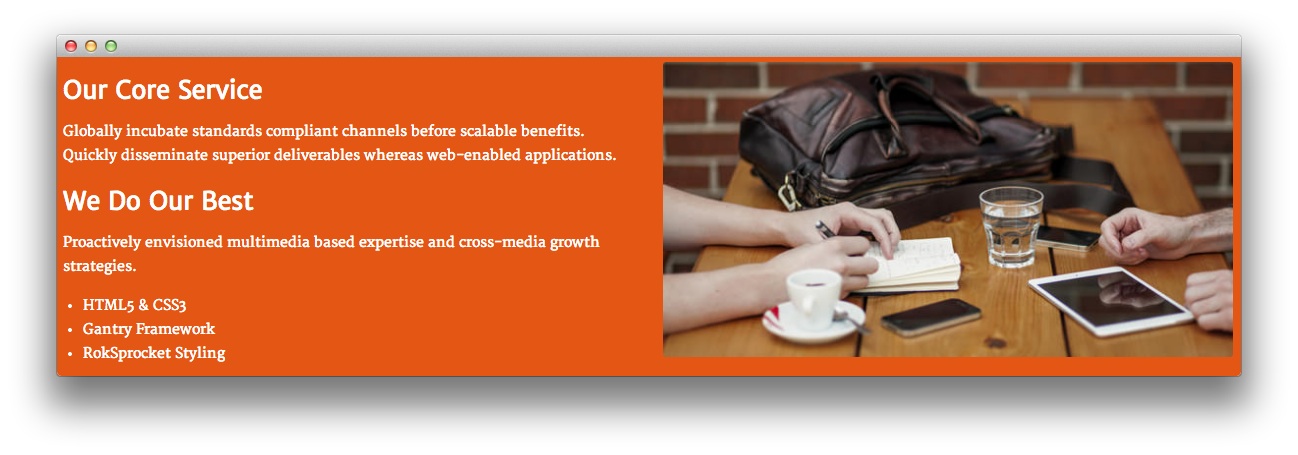 Our Core Service
Globally incubate standards compliant channels before scalable benefits.
Quickly disseminate superior deliverables whereas web-enabled applications.
We Do Our Best
Proactively envisioned multimedia based expertise and cross-media growth
strategies.
• HTML5 & CSS3
• Gantry Framework
• RokSprocket Styling